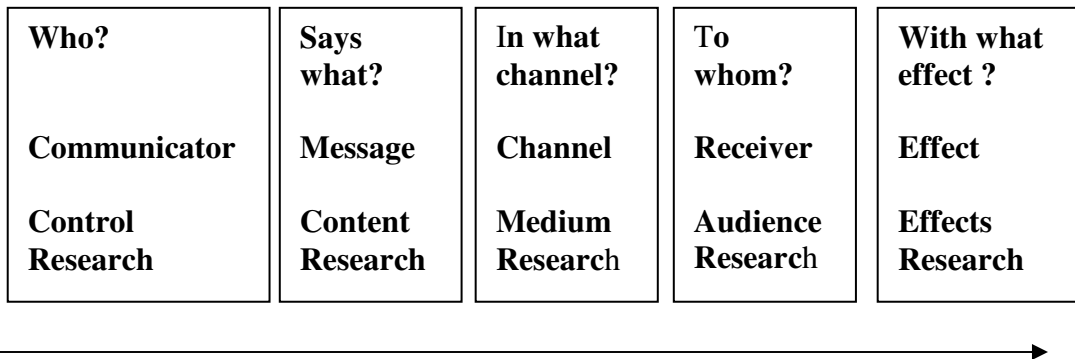 Who?
Communicator
Control
Research
Says
what?
Message
Content
Research
In what
channel?
Channel
Medium
Research
To
whom?
Receiver
Audience
Research
With what
effect ?
Effect
Effects
Research